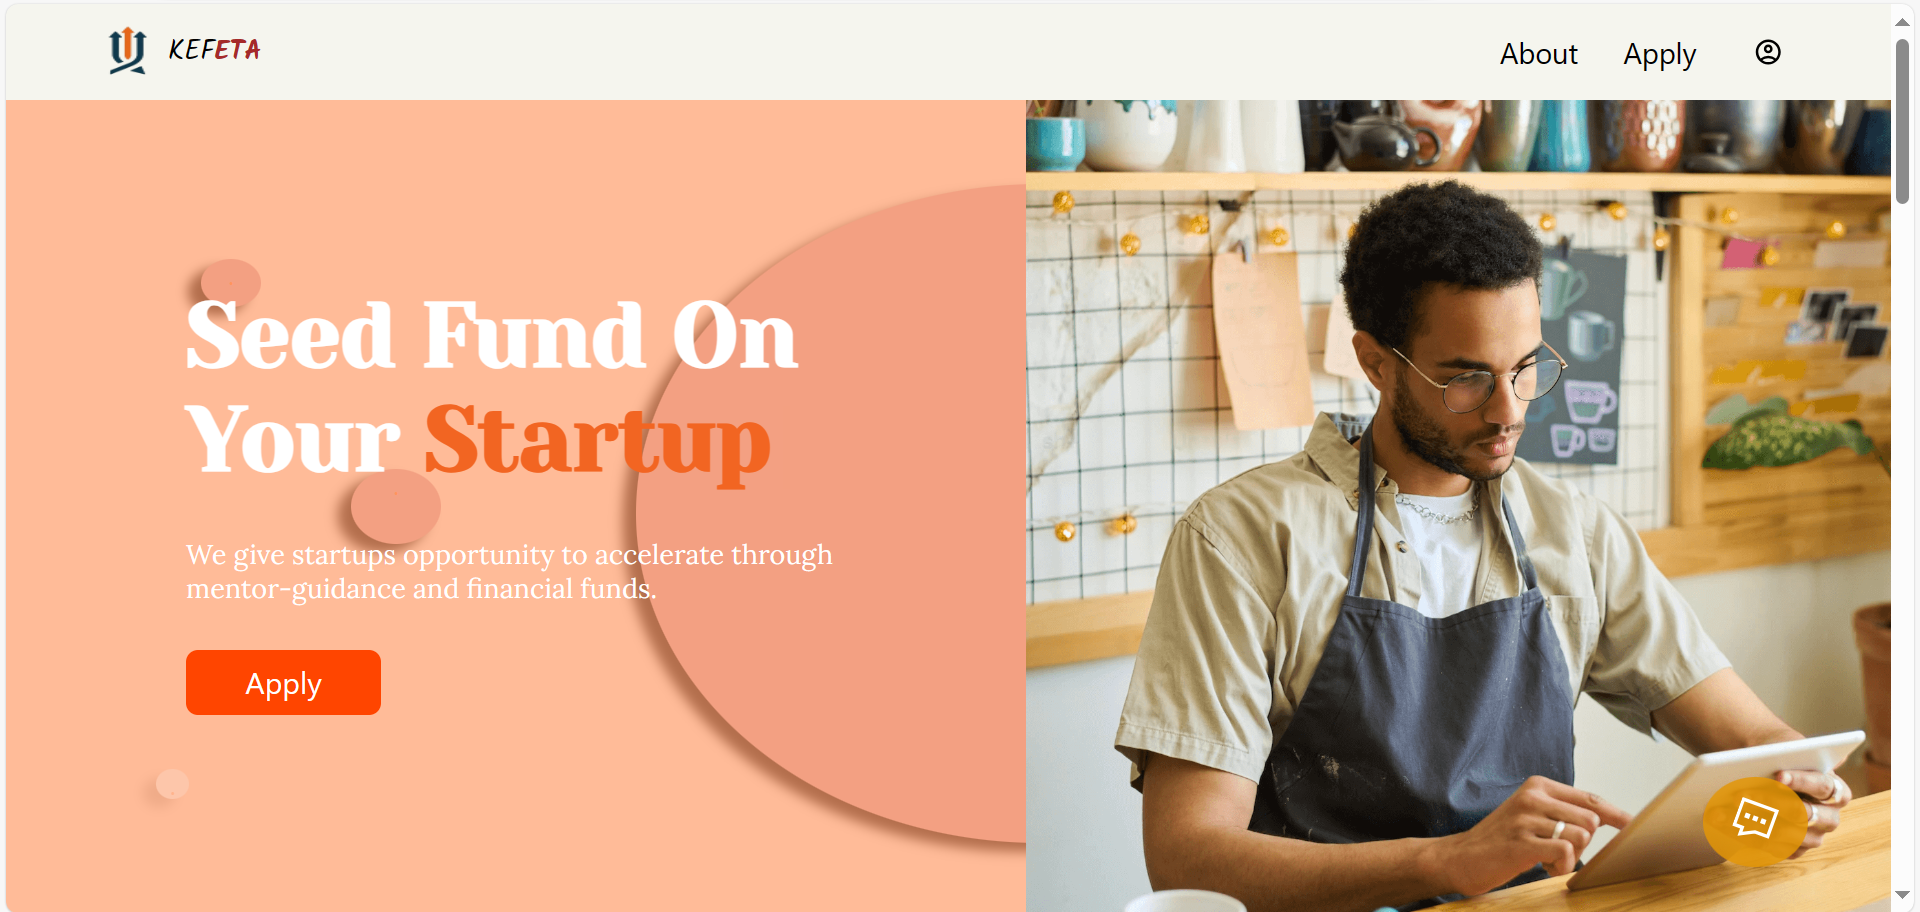 KEFETA
About
Apply
Seed Fund On
Your Startup
We give startups opportunity to accelerate through
mentor-guidance and financial funds.
Apply